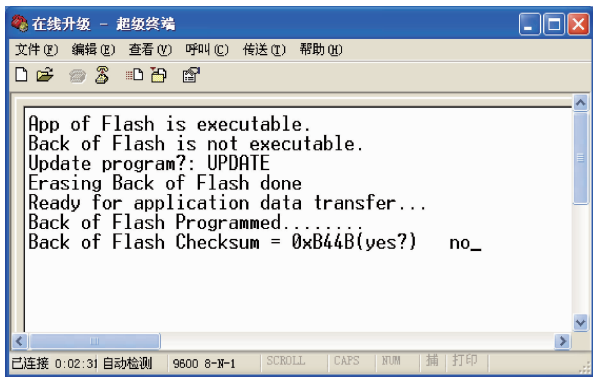 在线升级 - 超级终端
文件(F) 编辑(E) 查看(V) 呼叫(C) 传送(T) 帮助(H)
App of Flash is executable.
Back of Flash is not executable.
Update program?: UPDATE
Erasing Back of Flash done
Ready for application data transfer...
Back of Flash Programmed........
Back of Flash Checksum = 0xB44B(yes?) no_
已连接 0:02:31 自动检测 9600 8-N-1 SCROLL CAPS NUM 捕 打印